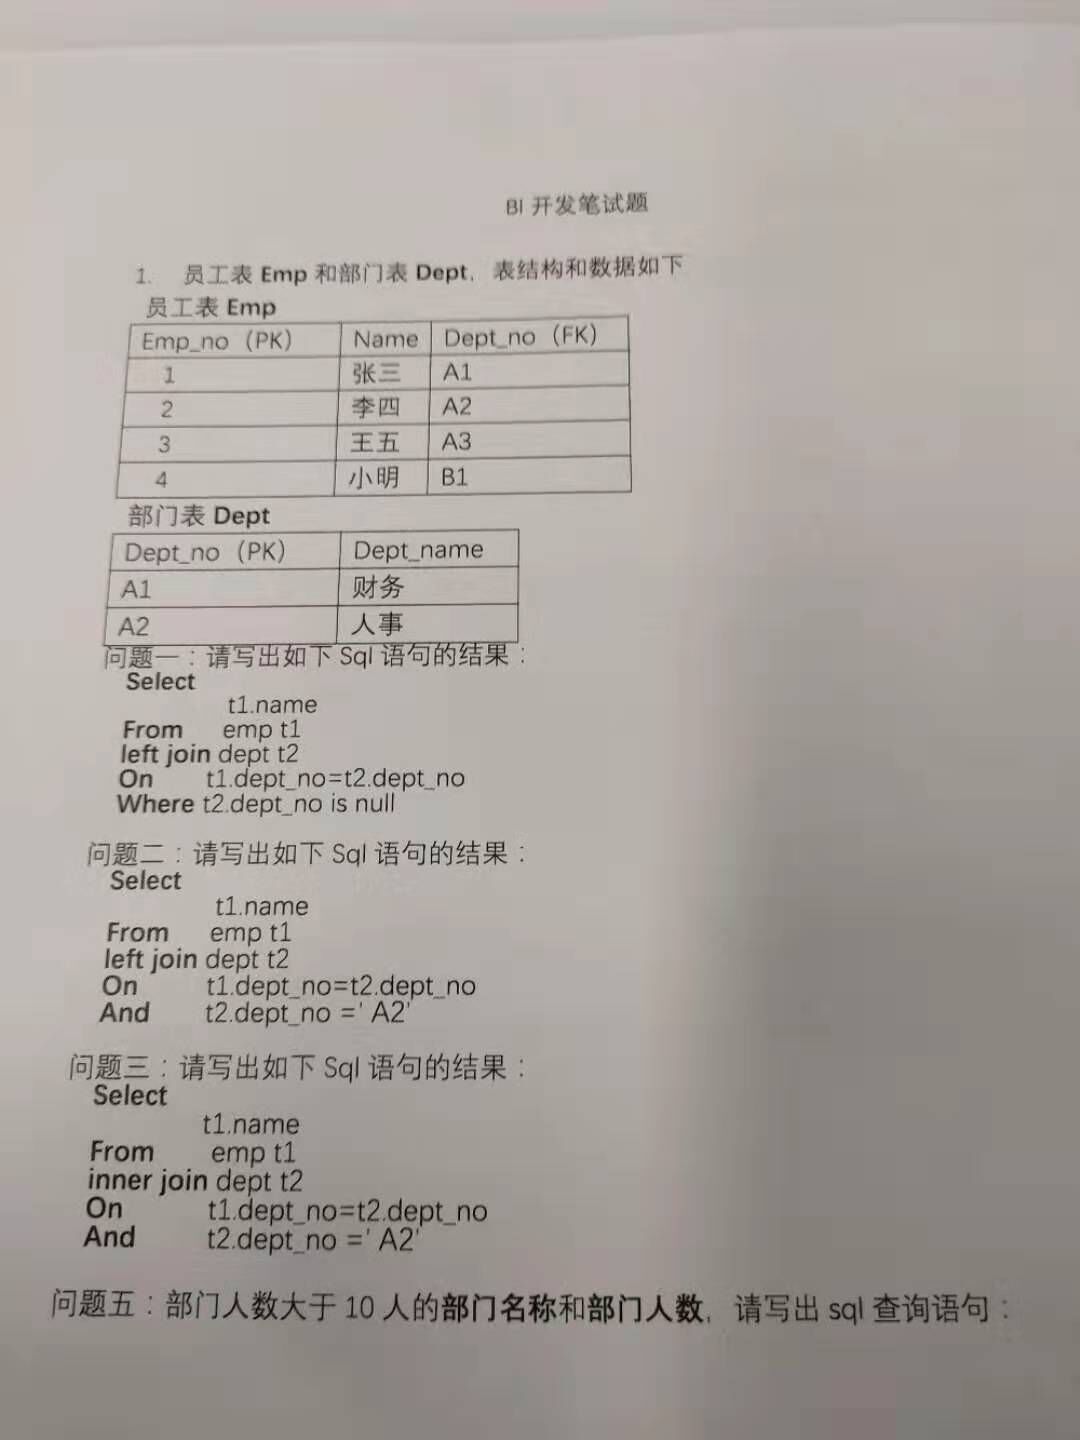 BI 开发笔试题
1. 员工表 Emp 和部门表 Dept，表结构和数据如下
员工表 Emp
Emp_no（PK） Name Dept_no（FK）
1 张三 A1
2 李四 A2
3 王五 A3
4 小明 B1
部门表 Dept
Dept_no（PK） Dept_name
A1 财务
A2 人事
问题一：请写出如下 Sql 语句的结果：
Select
t1.name
From emp t1
left join dept t2
On t1.dept_no=t2.dept_no
Where t2.dept_no is null
问题二：请写出如下 Sql 语句的结果：
Select
t1.name
From emp t1
left join dept t2
On t1.dept_no=t2.dept_no
And t2.dept_no =' A2'
问题三：请写出如下 Sql 语句的结果：
Select
t1.name
From emp t1
inner join dept t2
On t1.dept_no=t2.dept_no
And t2.dept_no =' A2'
问题五：部门人数大于 10 人的部门名称和部门人数，请写出 sql 查询语句：